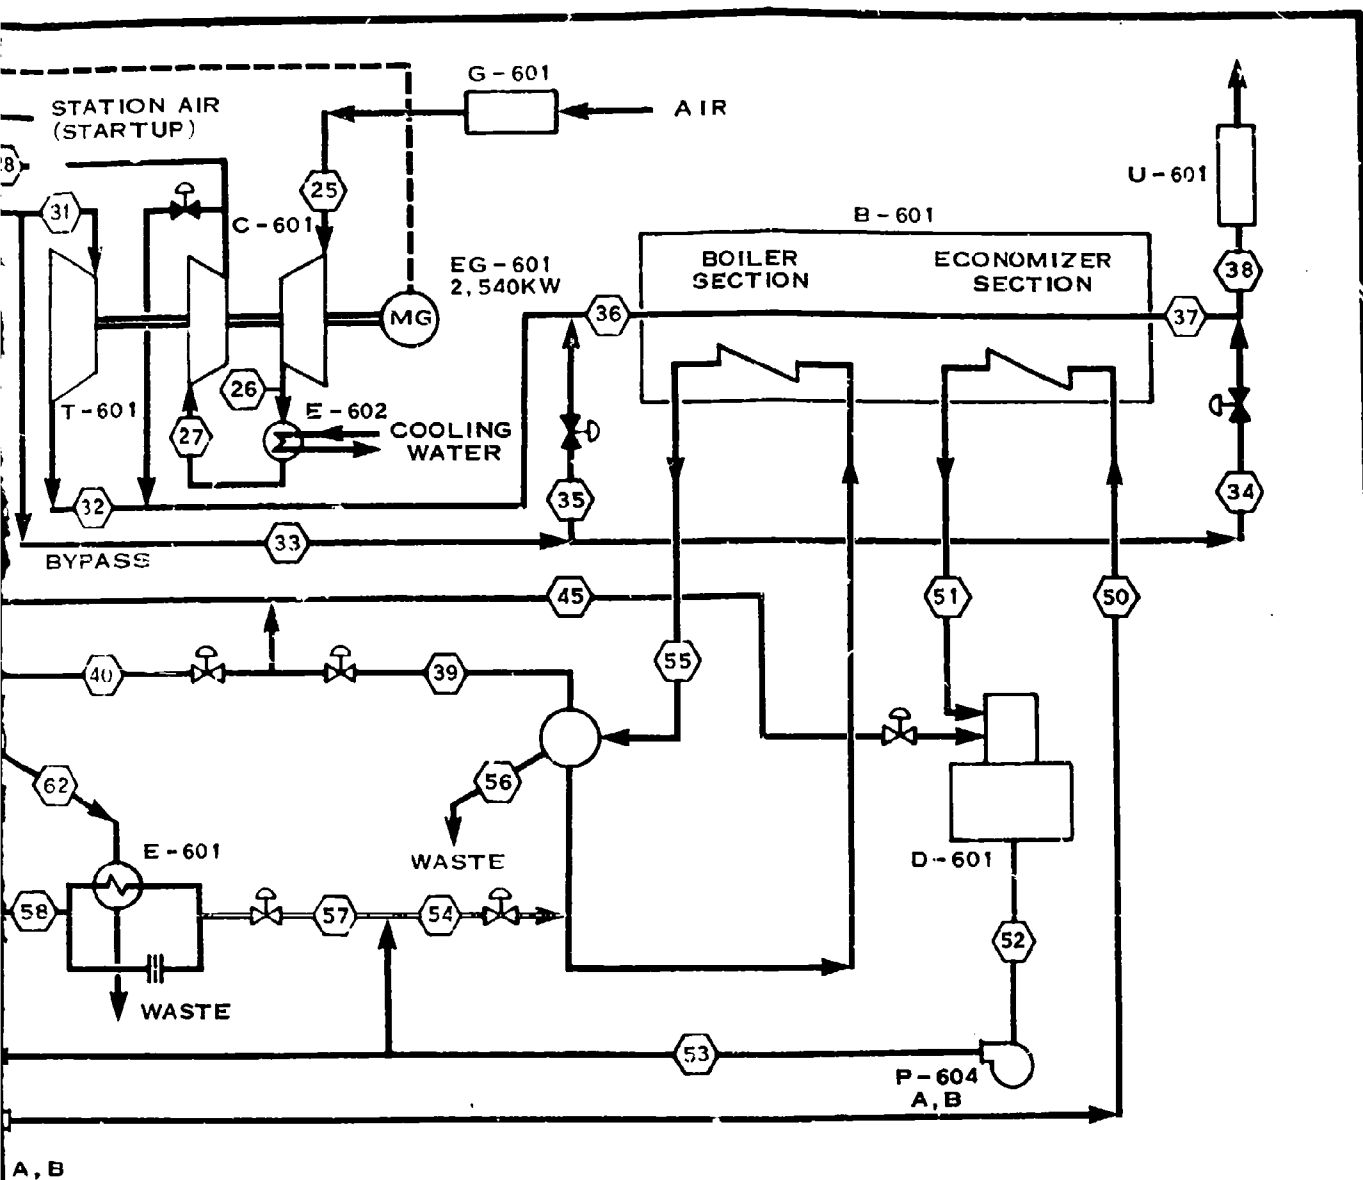 G-601
STATION AIR
(STARTUP)
AIR
28
25
U-601
31
C-601
B-601
EG-601
2,540KW
BOILER
SECTION
ECONOMIZER
SECTION
38
MG
36
37
26
T-601
E-602
27
COOLING
WATER
32
35
34
33
BYPASS
45
51
50
40
39
55
62
56
E-601
WASTE
D-601
58
57
54
52
WASTE
53
P-604
A,B
A,B